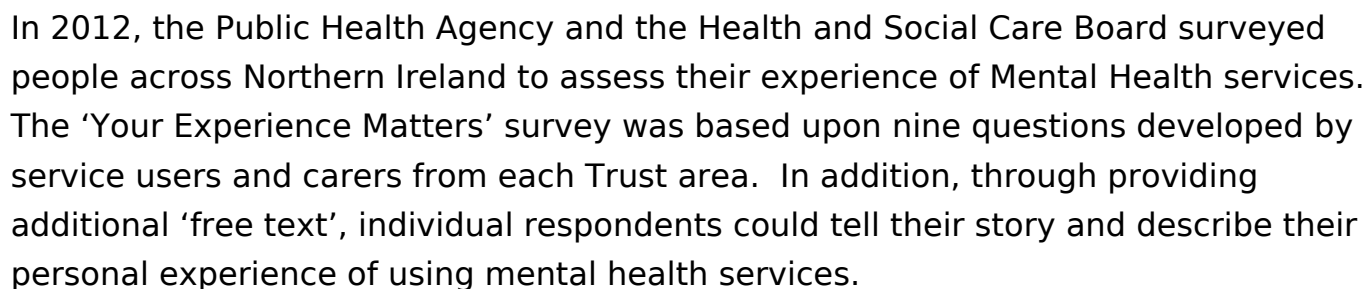 In 2012, the Public Health Agency and the Health and Social Care Board surveyed
people across Northern Ireland to assess their experience of Mental Health services.
The ‘Your Experience Matters’ survey was based upon nine questions developed by
service users and carers from each Trust area.  In addition, through providing
additional ‘free text’, individual respondents could tell their story and describe their
personal experience of using mental health services.